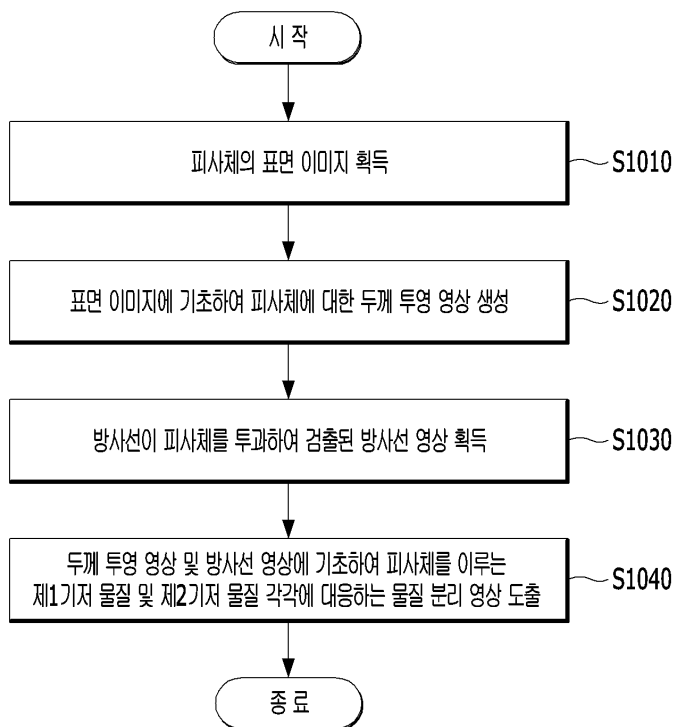 시작
피사체의 표면 이미지 획득
S1010
표면 이미지에 기초하여 피사체에 대한 두께 투영 영상 생성
S1020
방사선이 피사체를 투과하여 검출된 방사선 영상 획득
S1030
두께 투영 영상 및 방사선 영상에 기초하여 피사체를 이루는
제1기저 물질 및 제2기저 물질 각각에 대응하는 물질 분리 영상 도출
S1040
종료